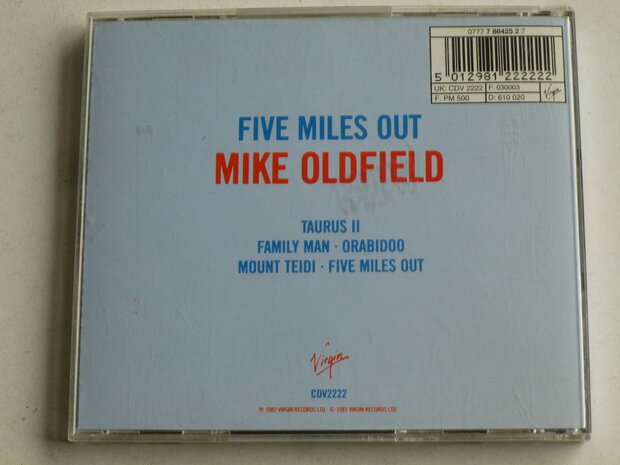 0777 7 86425 2 7
5 012981 222222
UK: CDV 2222 F: 030003
F: PM 500 D: 610 020 Virgin
FIVE MILES OUT
MIKE OLDFIELD
TAURUS II
FAMILY MAN · ORABIDOO
MOUNT TEIDI · FIVE MILES OUT
Virgin
CDV2222
℗ 1982 VIRGIN RECORDS LTD © 1983 VIRGIN RECORDS LTD